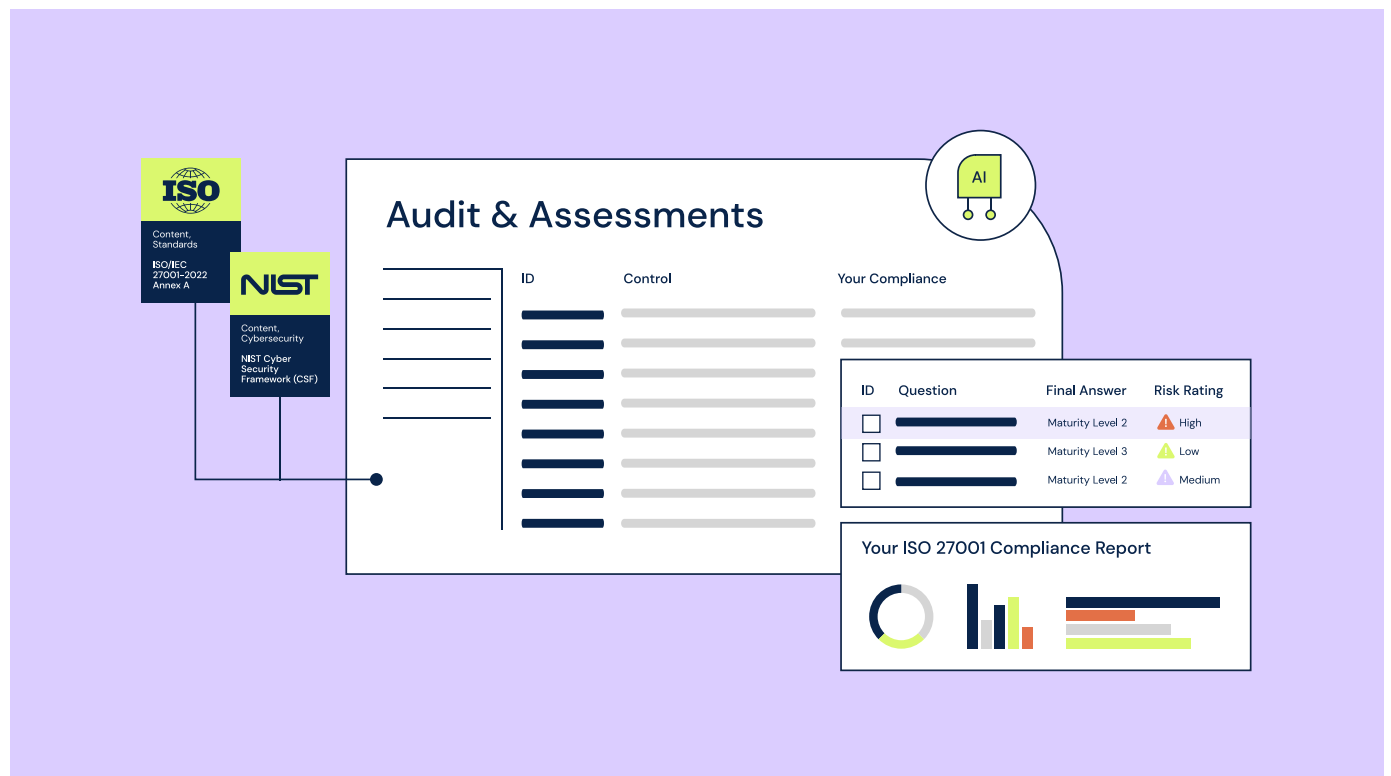 ISO
Content,
Standards
ISO/IEC
27001-2022
Annex A
NIST
Content,
Cybersecurity
NIST Cyber
Security
Framework (CSF)
Audit & Assessments
AI
ID Control Your Compliance
ID Question Final Answer Risk Rating
Maturity Level 2 High
Maturity Level 3 Low
Maturity Level 2 Medium
Your ISO 27001 Compliance Report